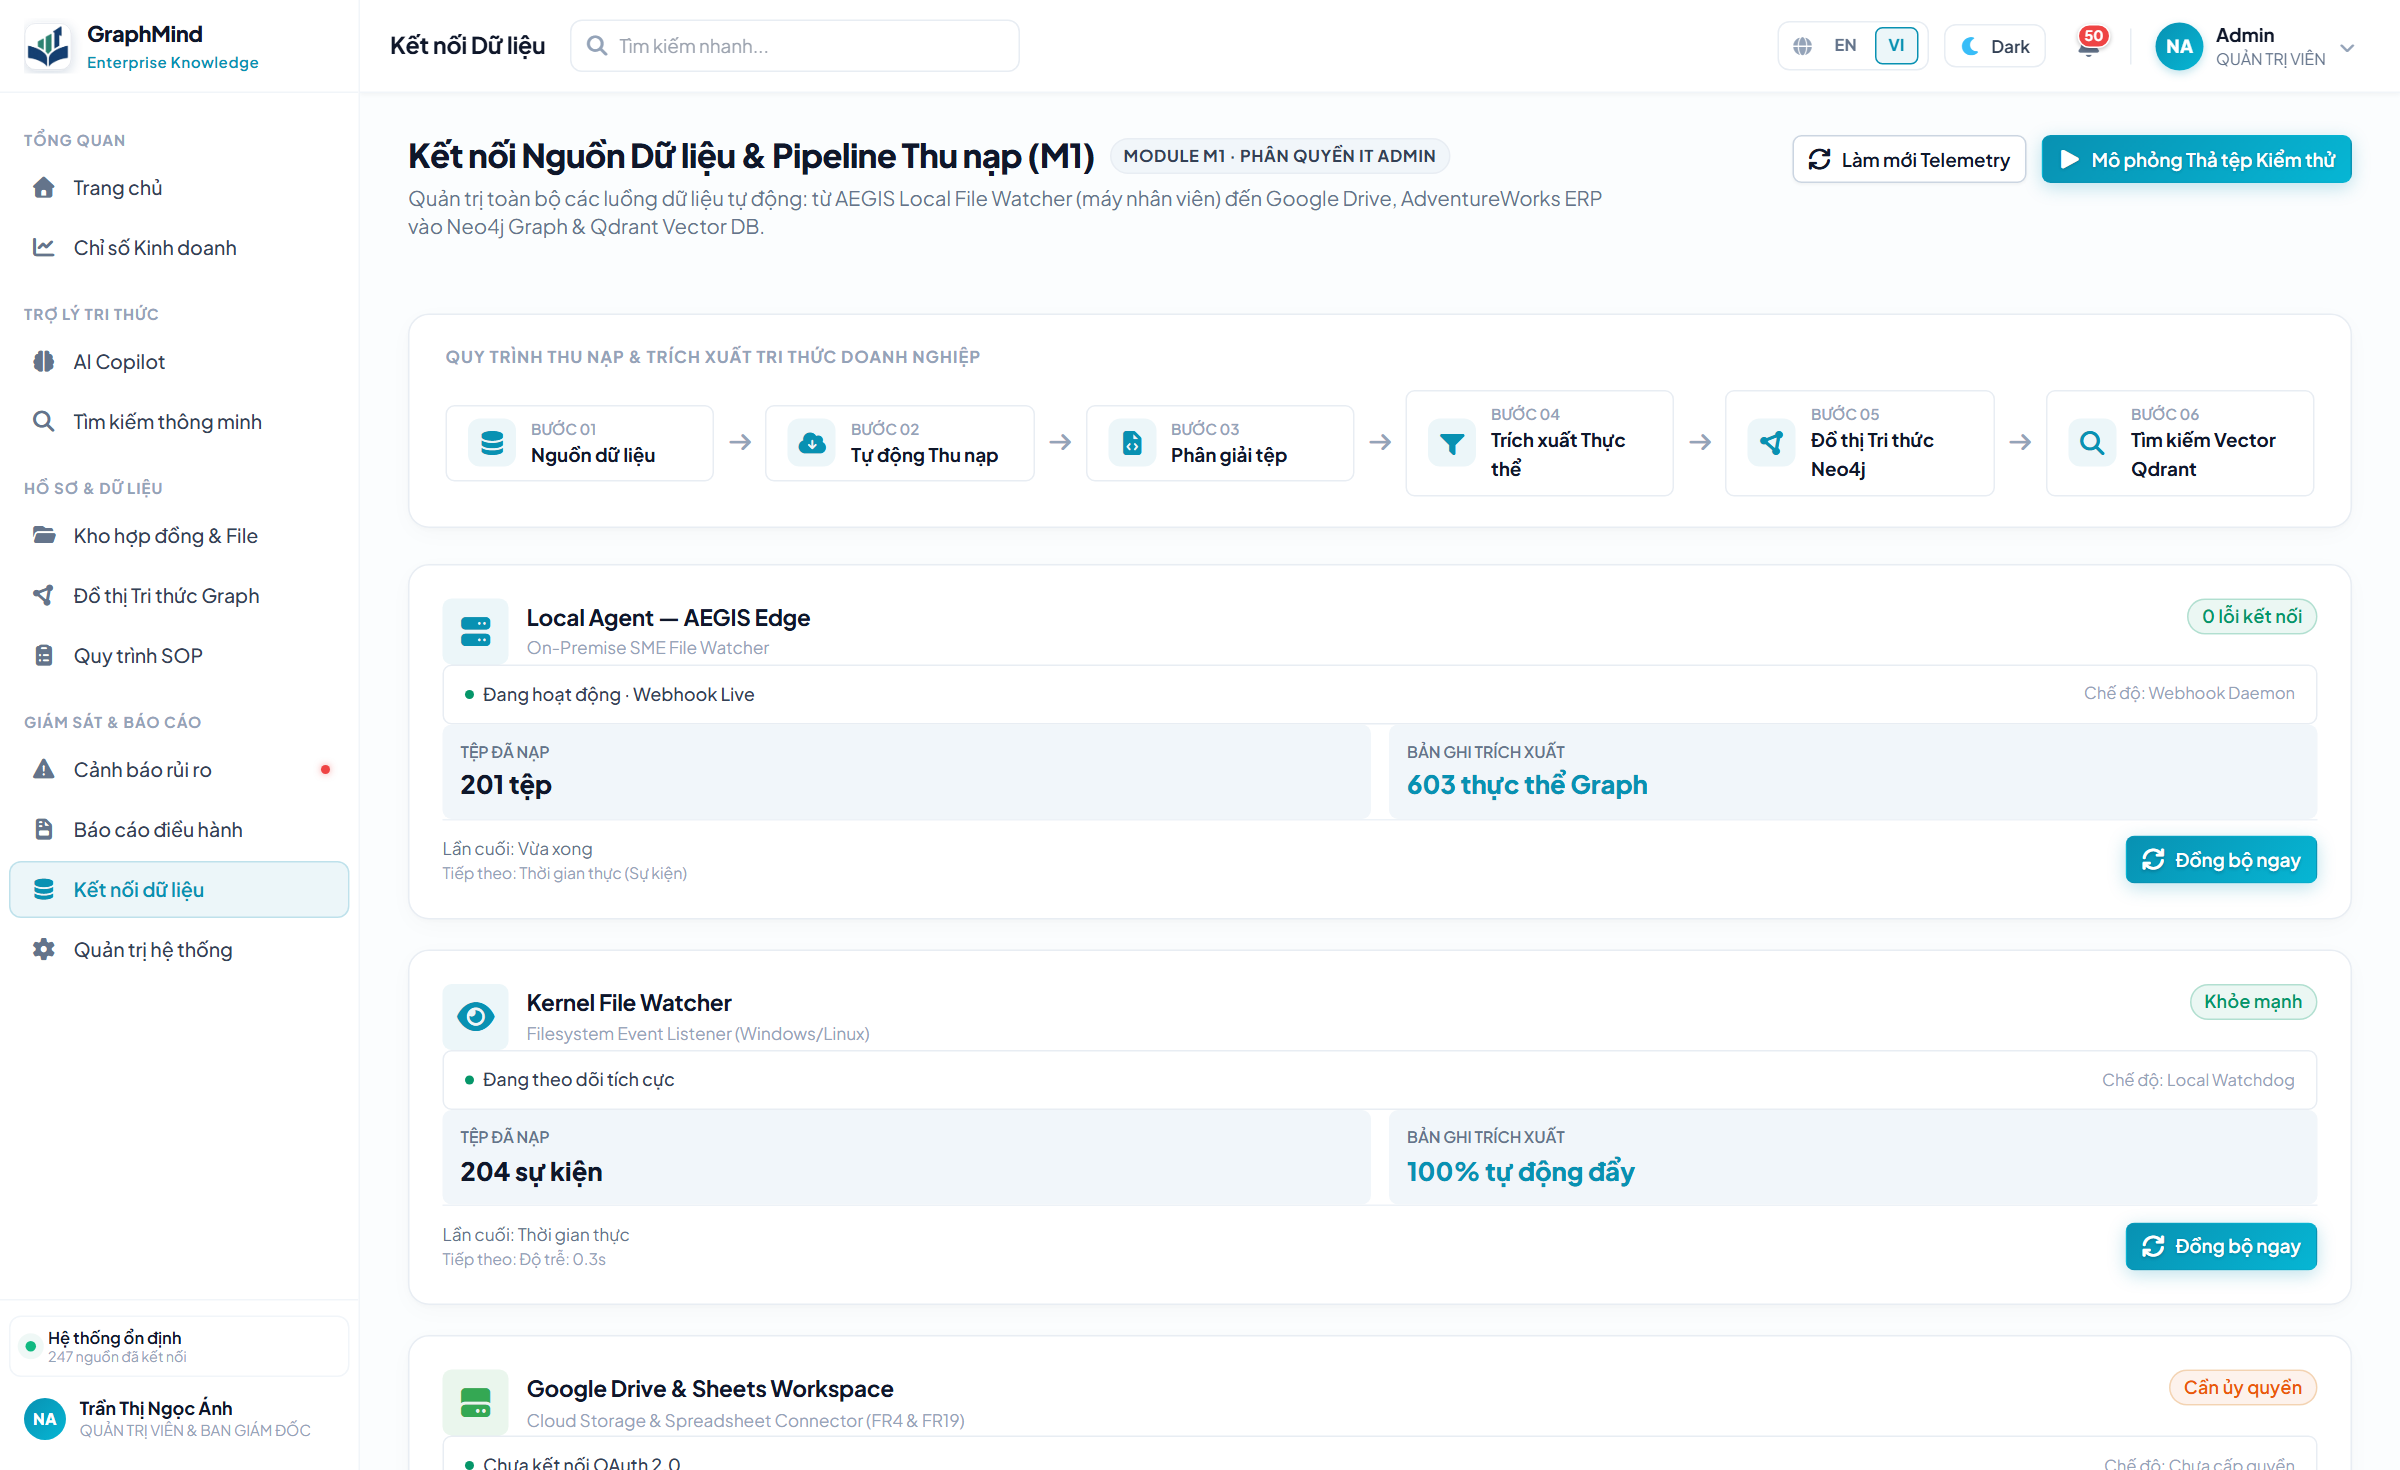 GraphMind
Enterprise Knowledge
Kết nối Dữ liệu
Tìm kiếm nhanh...
EN
VI
Dark
50
NA
Admin
QUẢN TRỊ VIÊN
TỔNG QUAN
Trang chủ
Chỉ số Kinh doanh
TRỢ LÝ TRI THỨC
AI Copilot
Tìm kiếm thông minh
HỒ SƠ & DỮ LIỆU
Kho hợp đồng & File
Đồ thị Tri thức Graph
Quy trình SOP
GIÁM SÁT & BÁO CÁO
Cảnh báo rủi ro
Báo cáo điều hành
Kết nối dữ liệu
Quản trị hệ thống
Hệ thống ổn định
247 nguồn đã kết nối
NA
Trần Thị Ngọc Ánh
QUẢN TRỊ VIÊN & BAN GIÁM ĐỐC
Kết nối Nguồn Dữ liệu & Pipeline Thu nạp (M1)
MODULE M1 · PHÂN QUYỀN IT ADMIN
Quản trị toàn bộ các luồng dữ liệu tự động: từ AEGIS Local File Watcher (máy nhân viên) đến Google Drive, AdventureWorks ERP
vào Neo4j Graph & Qdrant Vector DB.
Làm mới Telemetry
Mô phỏng Thả tệp Kiểm thử
QUY TRÌNH THU NẠP & TRÍCH XUẤT TRI THỨC DOANH NGHIỆP
BƯỚC 01
Nguồn dữ liệu
BƯỚC 02
Tự động Thu nạp
BƯỚC 03
Phân giải tệp
BƯỚC 04
Trích xuất Thực
thể
BƯỚC 05
Đồ thị Tri thức
Neo4j
BƯỚC 06
Tìm kiếm Vector
Qdrant
Local Agent — AEGIS Edge
On-Premise SME File Watcher
0 lỗi kết nối
Đang hoạt động · Webhook Live
Chế độ: Webhook Daemon
TỆP ĐÃ NẠP
201 tệp
BẢN GHI TRÍCH XUẤT
603 thực thể Graph
Lần cuối: Vừa xong
Tiếp theo: Thời gian thực (Sự kiện)
Đồng bộ ngay
Kernel File Watcher
Filesystem Event Listener (Windows/Linux)
Khỏe mạnh
Đang theo dõi tích cực
Chế độ: Local Watchdog
TỆP ĐÃ NẠP
204 sự kiện
BẢN GHI TRÍCH XUẤT
100% tự động đẩy
Lần cuối: Thời gian thực
Tiếp theo: Độ trễ: 0.3s
Đồng bộ ngay
Google Drive & Sheets Workspace
Cloud Storage & Spreadsheet Connector (FR4 & FR19)
Cần ủy quyền
Chưa kết nối OAuth 2.0
Chế độ: Chưa cấp quyền